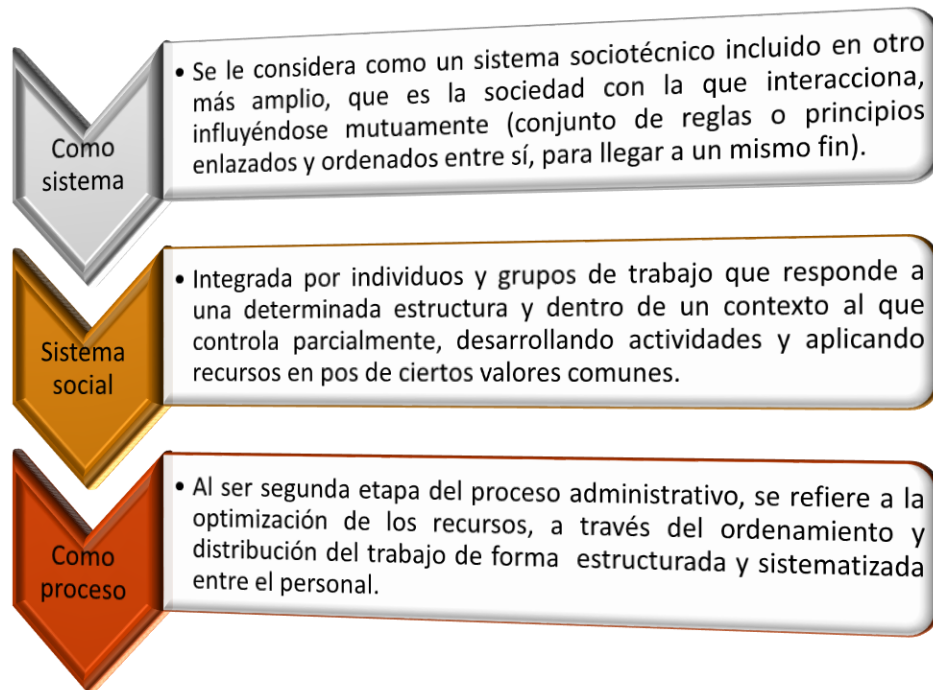 Como
sistema
• Se le considera como un sistema sociotécnico incluido en otro
más amplio, que es la sociedad con la que interacciona,
influyéndose mutuamente (conjunto de reglas o principios
enlazados y ordenados entre sí, para llegar a un mismo fin).
Sistema
social
• Integrada por individuos y grupos de trabajo que responde a
una determinada estructura y dentro de un contexto al que
controla parcialmente, desarrollando actividades y aplicando
recursos en pos de ciertos valores comunes.
Como
proceso
• Al ser segunda etapa del proceso administrativo, se refiere a la
optimización de los recursos, a través del ordenamiento y
distribución del trabajo de forma estructurada y sistematizada
entre el personal.